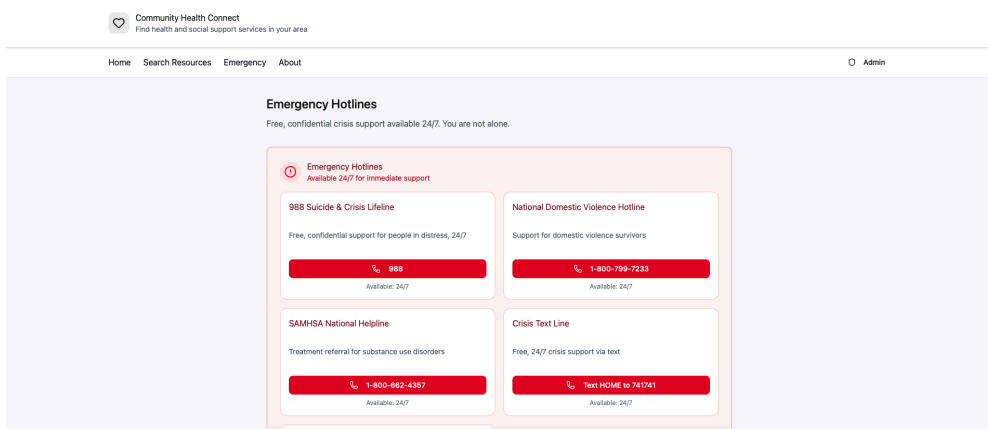 Community Health Connect
Find health and social support services in your area
Home Search Resources Emergency About Admin
Emergency Hotlines
Free, confidential crisis support available 24/7. You are not alone.
Emergency Hotlines
Available 24/7 for immediate support
988 Suicide & Crisis Lifeline
Free, confidential support for people in distress, 24/7
988
Available: 24/7
National Domestic Violence Hotline
Support for domestic violence survivors
1-800-799-7233
Available: 24/7
SAMHSA National Helpline
Treatment referral for substance use disorders
1-800-662-4357
Available: 24/7
Crisis Text Line
Free, 24/7 crisis support via text
Text HOME to 741741
Available: 24/7